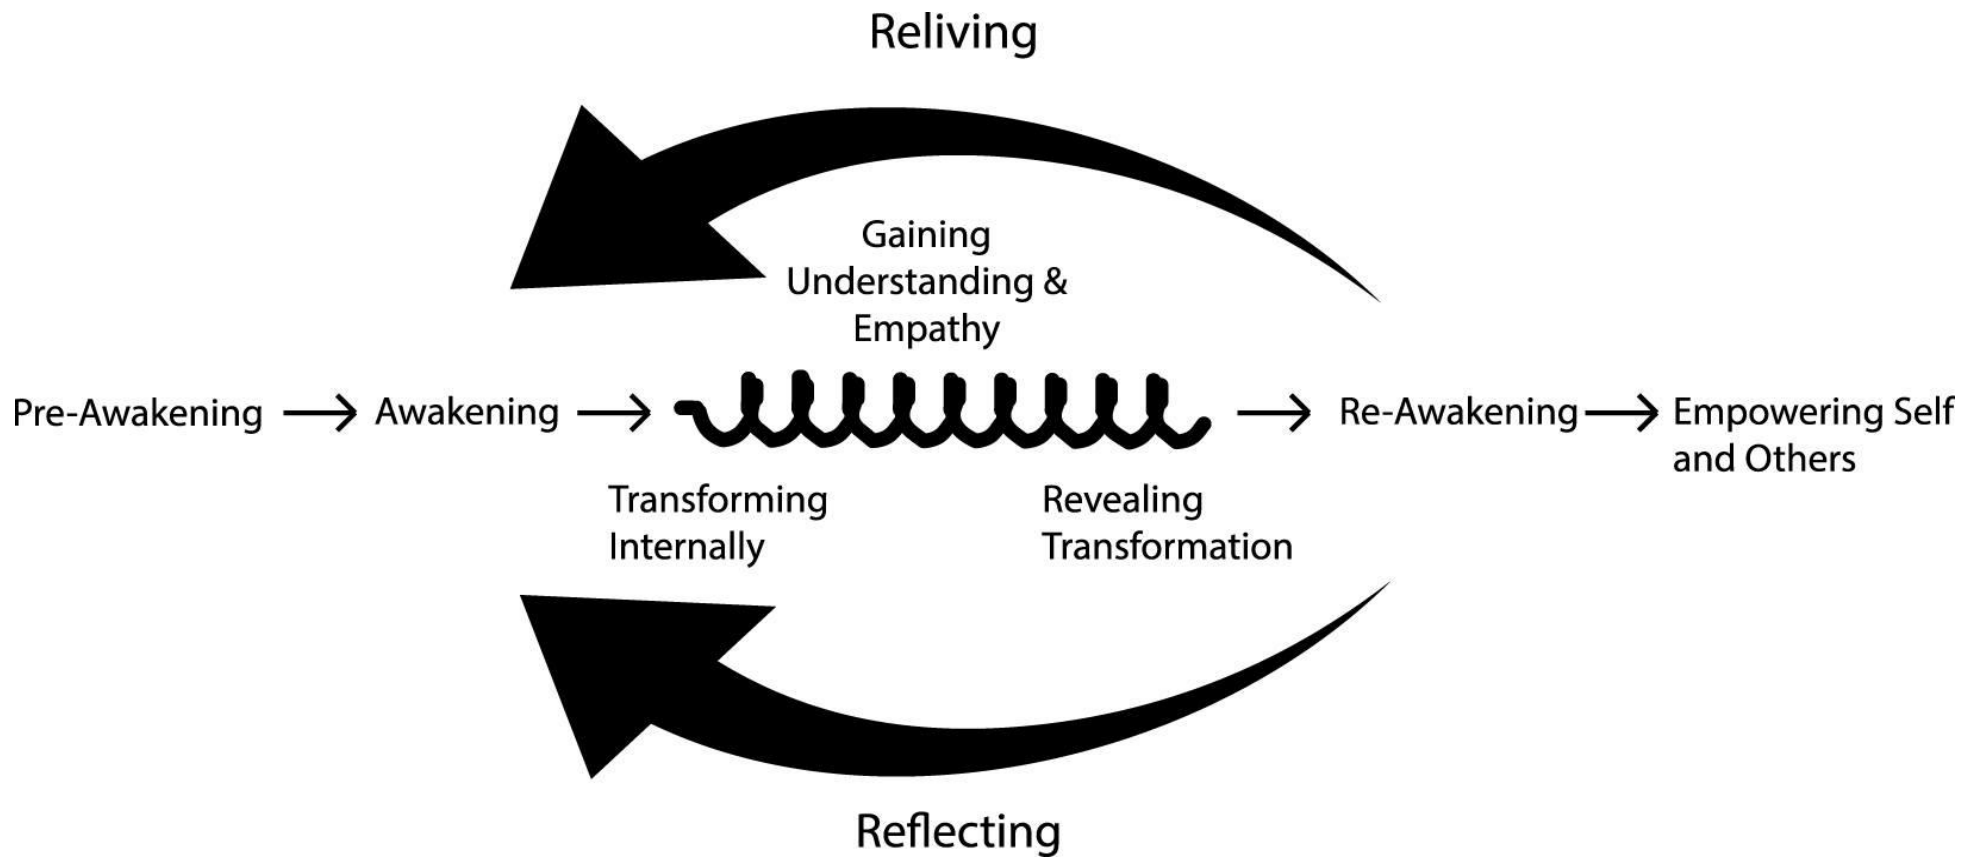 Reliving
Gaining
Understanding &
Empathy
Pre-Awakening
Awakening
Re-Awakening
Empowering Self
and Others
Transforming
Internally
Revealing
Transformation
Reflecting